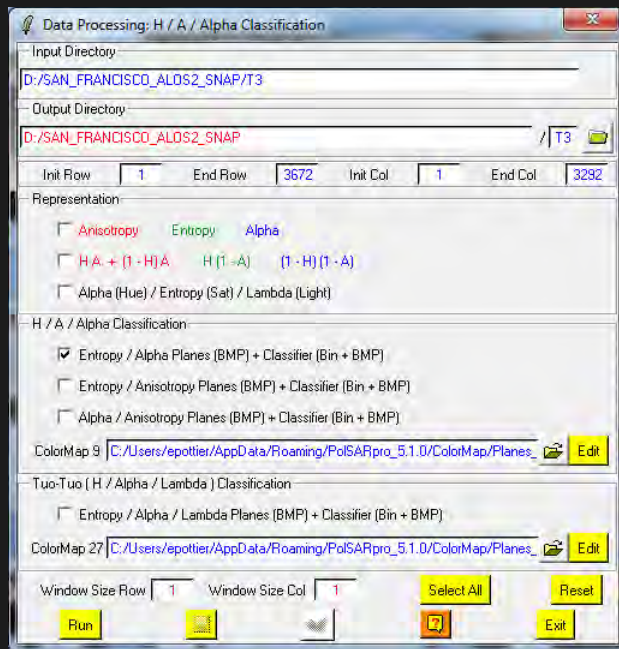 Data Processing: H / A / Alpha Classification
Input Directory
D:/SAN_FRANCISCO_ALOS2_SNAP/T3
Output Directory
D:/SAN_FRANCISCO_ALOS2_SNAP / T3
Init Row 1 End Row 3672 Init Col 1 End Col 3292
Representation
Anisotropy Entropy Alpha
H A + (1 - H) A H (1 - A) (1 - H) (1 - A)
Alpha (Hue) / Entropy (Sat) / Lambda (Light)
H / A / Alpha Classification
Entropy / Alpha Planes (BMP) + Classifier (Bin + BMP)
Entropy / Anisotropy Planes (BMP) + Classifier (Bin + BMP)
Alpha / Anisotropy Planes (BMP) + Classifier (Bin + BMP)
ColorMap 9 C:/Users/epottier/AppData/Roaming/PolSARpro_5.1.0/ColorMap/Planes_ Edit
Tuo-Tuo ( H / Alpha / Lambda ) Classification
Entropy / Alpha / Lambda Planes (BMP) + Classifier (Bin + BMP)
ColorMap 27 C:/Users/epottier/AppData/Roaming/PolSARpro_5.1.0/ColorMap/Planes_ Edit
Window Size Row 1 Window Size Col 1 Select All Reset
Run ? Exit